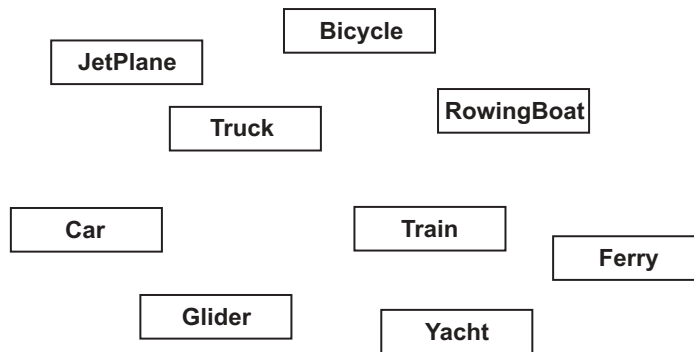 Bicycle
JetPlane
RowingBoat
Truck
Car
Train
Ferry
Glider
Yacht